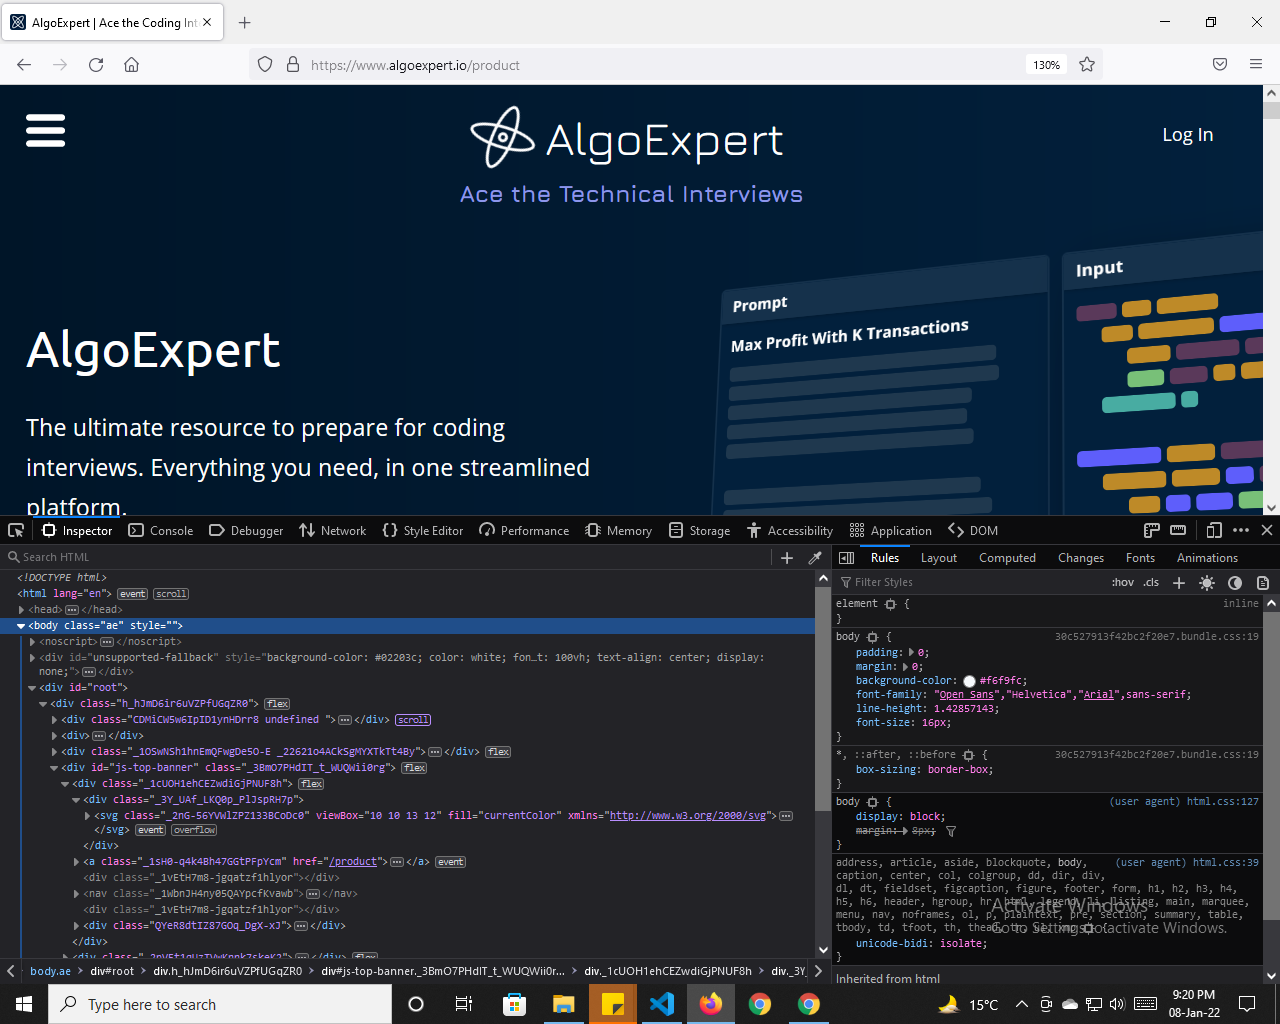 AlgoExpert | Ace the Coding Int
https://www.algoexpert.io/product
130%
AlgoExpert
Log In
Ace the Technical Interviews
Prompt
Max Profit With K Transactions
Input
AlgoExpert
The ultimate resource to prepare for coding
interviews. Everything you need, in one streamlined
platform.
Inspector Console Debugger Network Style Editor Performance Memory Storage Accessibility Application DOM
Search HTML
<!DOCTYPE html>
<html lang="en"> event scroll
<head></head>
<body class="ae" style="">
<noscript></noscript>
<div id="unsupported-fallback" style="background-color: #02203c; color: white; fon_t: 100vh; text-align: center; display:
none;"></div>
<div id="root">
<div class="h_hJmD6ir6uVZPfUGqZR0"> flex
<div class="CDMiCW5w6IpID1ynHDrr8 undefined "></div> scroll
<div></div>
<div class="_1OSwNSh1hnEmQFwgDe5O-E _22621o4ACkSgMYXTkTt4By"></div> flex
<div id="js-top-banner" class="_3BmO7PHdIT_t_WUQWii0rg"> flex
<div class="_1cUOH1ehCEZwdiGjPNUF8h"> flex
<div class="_3Y_UAf_LKQ0p_PlJspRH7p">
<svg class="_2nG-56YVWlZPZ133BCoDc0" viewBox="10 10 13 12" fill="currentColor" xmlns="http://www.w3.org/2000/svg">
</svg> event overflow
</div>
<a class="_1sH0-q4k4Bh47GGtPFpYcm" href="/product"></a> event
<div class="_1vEtH7m8-jgqatzf1hlyor"></div>
<nav class="_1WbnJH4ny05QAYpcfKvawb"></nav>
<div class="_1vEtH7m8-jgqatzf1hlyor"></div>
<div class="QYeR8dtIZ87GOq_DgX-xJ"></div>
</div>
body.ae div#root div.h_hJmD6ir6uVZPfUGqZR0 div#js-top-banner._3BmO7PHdIT_t_WUQWii0r... div._1cUOH1ehCEZwdiGjPNUF8h div._3Y_
Rules Layout Computed Changes Fonts Animations
Filter Styles :hov .cls
element { inline
}
body { 30c527913f42bc2f20e7.bundle.css:19
padding: 0;
margin: 0;
background-color: #f6f9fc;
font-family: "Open Sans","Helvetica","Arial",sans-serif;
line-height: 1.42857143;
font-size: 16px;
}
*, ::after, ::before { 30c527913f42bc2f20e7.bundle.css:19
box-sizing: border-box;
}
body { (user agent) html.css:127
display: block;
margin: 8px;
}
address, article, aside, blockquote, body, (user agent) html.css:39
caption, center, col, colgroup, dd, dir, div,
dl, dt, fieldset, figcaption, figure, footer, form, h1, h2, h3, h4,
h5, h6, header, hgroup, hr, html, legend, li, listing, main, marquee,
menu, nav, noframes, ol, p, plaintext, pre, section, summary, table,
tbody, td, tfoot, th, thead, tr, ul, xmp {
unicode-bidi: isolate;
}
Inherited from html
Activate Windows
Go to Settings to activate Windows.
Type here to search
15°C
9:20 PM
08-Jan-22